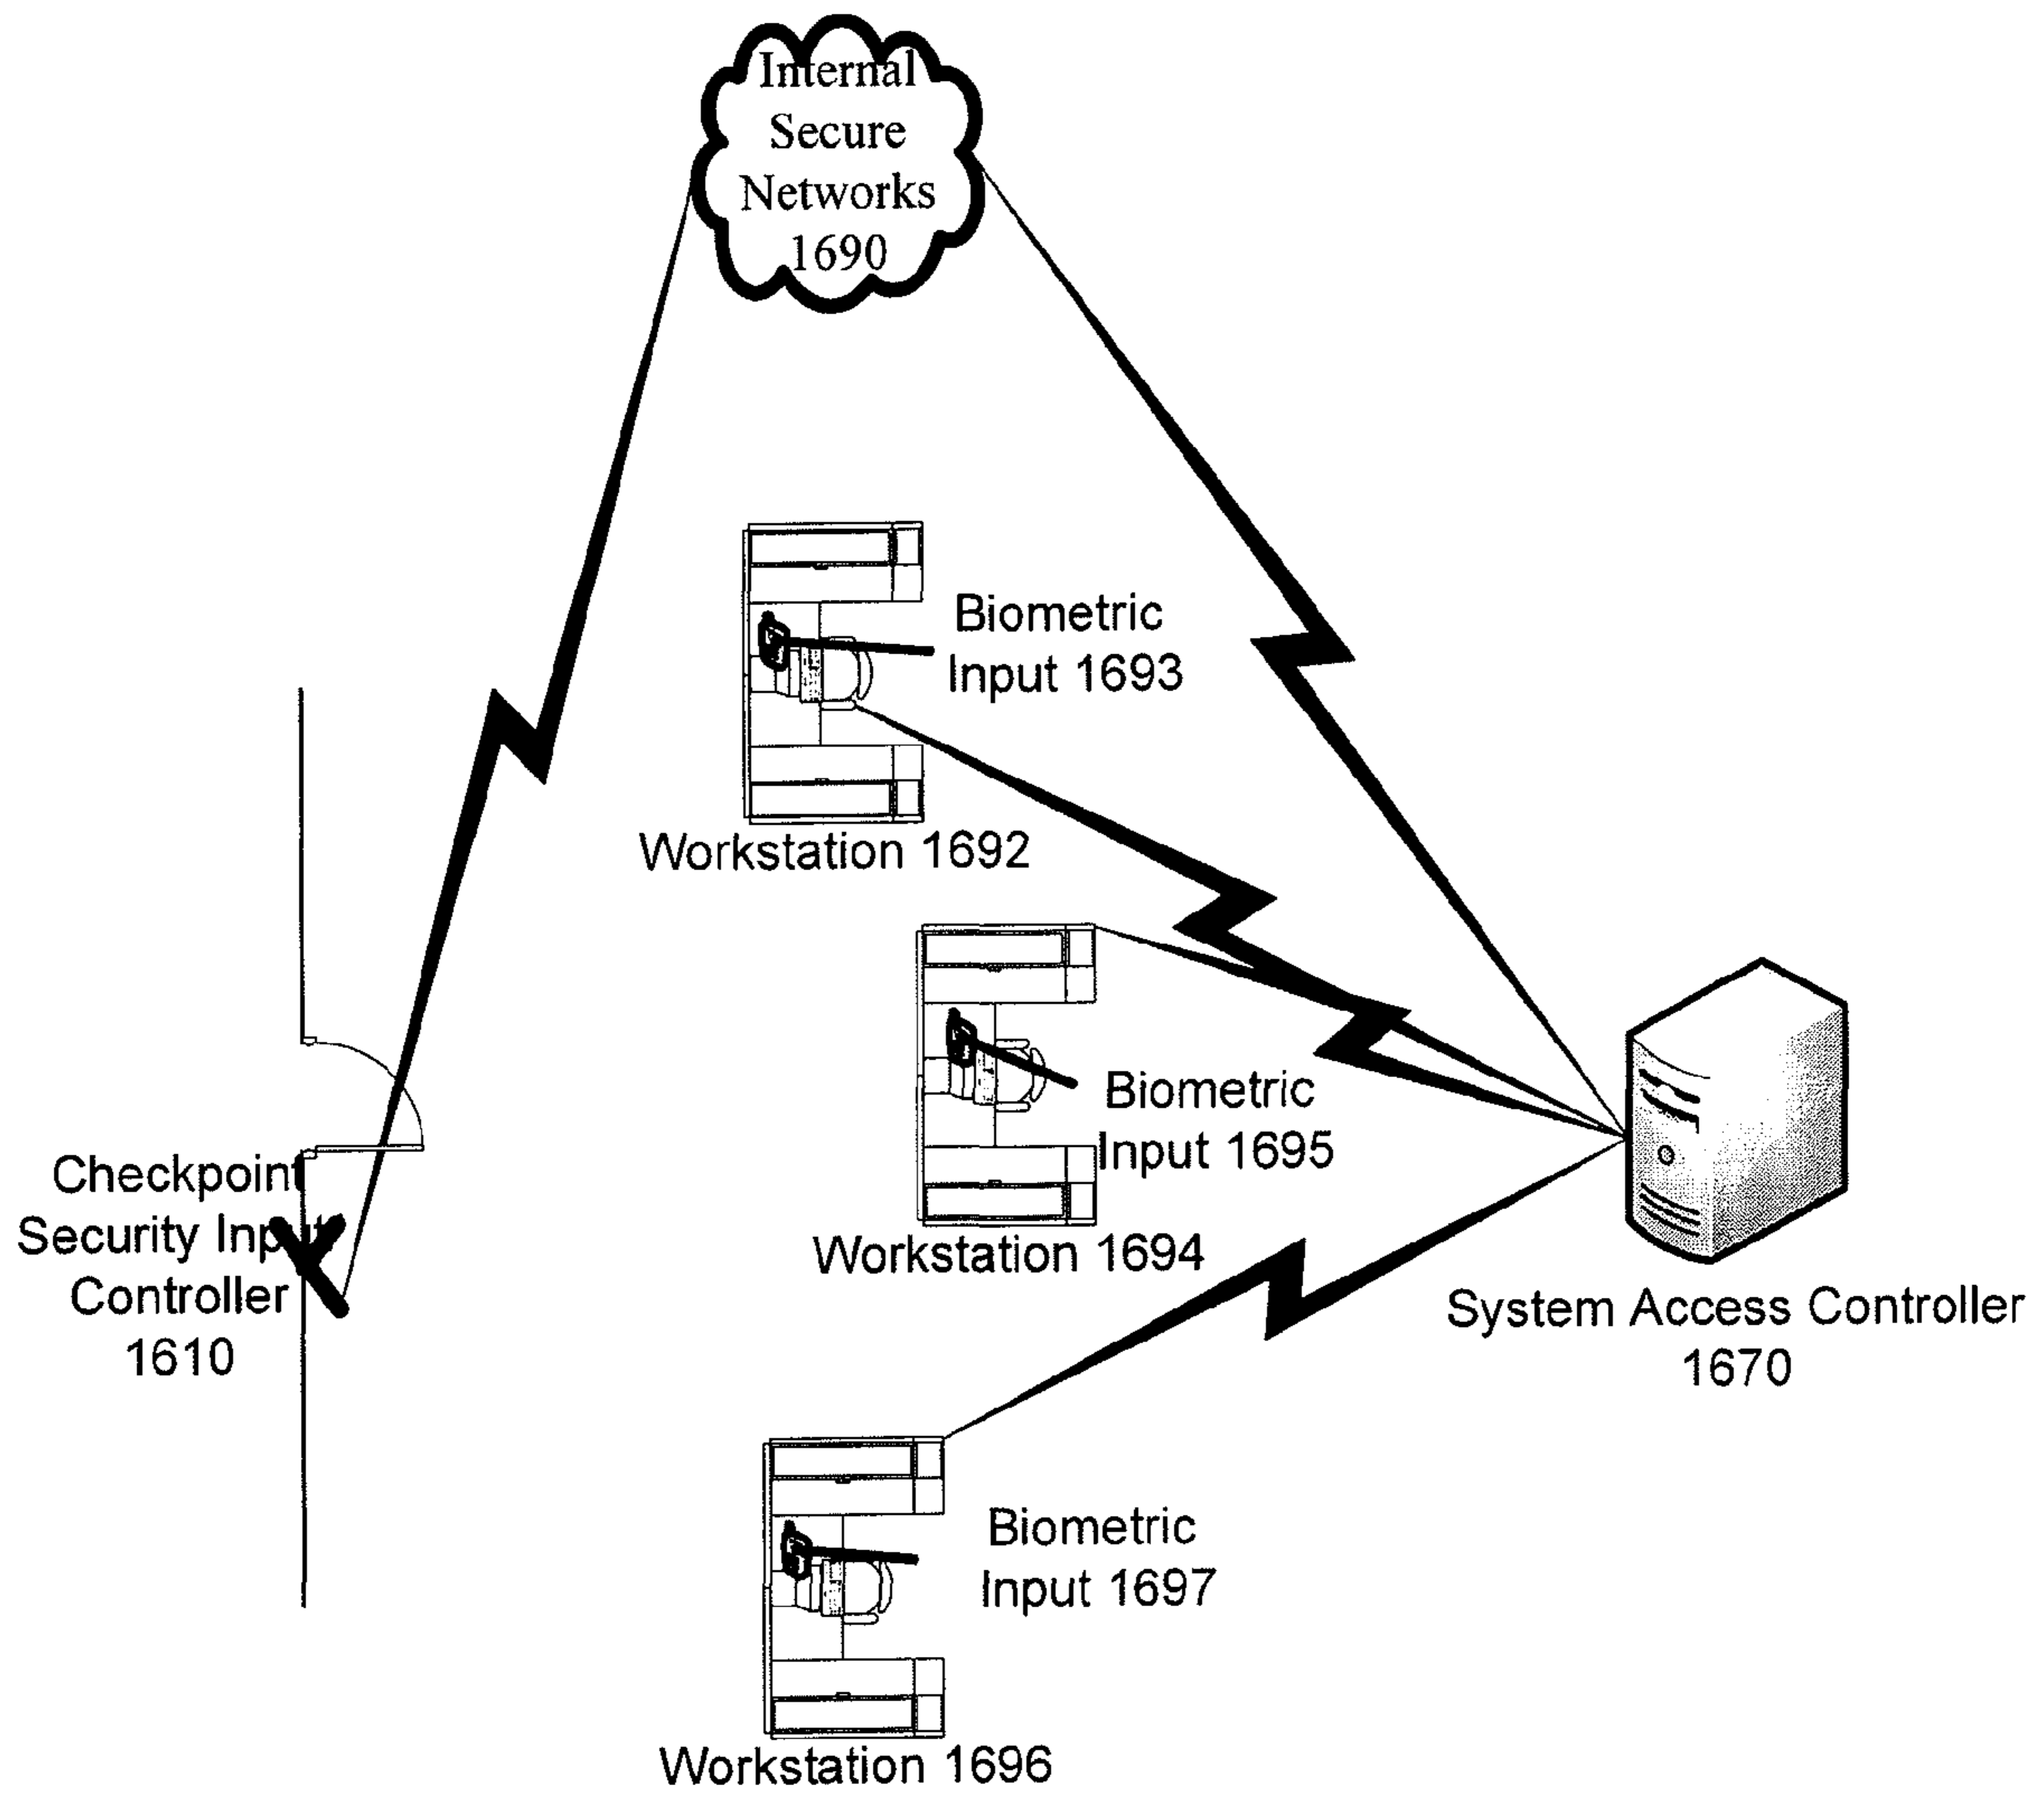 Internal
Secure
Networks
1690
Biometric
Input 1693
Workstation 1692
Biometric
Input 1695
Workstation 1694
Checkpoint
Security Input
Controller
1610
System Access Controller
1670
Biometric
Input 1697
Workstation 1696